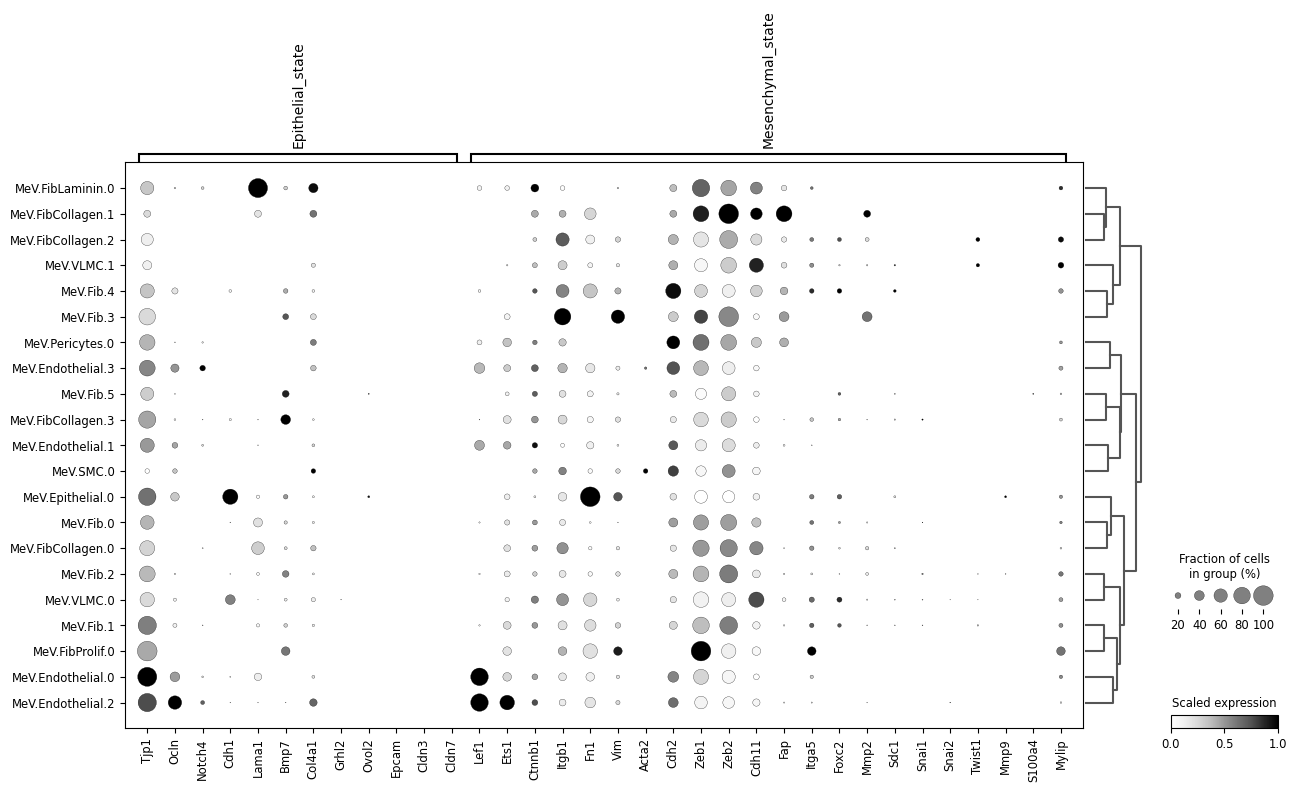 Epithelial_state
Mesenchymal_state
MeV.FibLaminin.0
MeV.FibCollagen.1
MeV.FibCollagen.2
MeV.VLMC.1
MeV.Fib.4
MeV.Fib.3
MeV.Pericytes.0
MeV.Endothelial.3
MeV.Fib.5
MeV.FibCollagen.3
MeV.Endothelial.1
MeV.SMC.0
MeV.Epithelial.0
MeV.Fib.0
MeV.FibCollagen.0
MeV.Fib.2
MeV.VLMC.0
MeV.Fib.1
MeV.FibProlif.0
MeV.Endothelial.0
MeV.Endothelial.2
Tjp1
Ocln
Notch4
Cdh1
Lama1
Bmp7
Col4a1
Grhl2
Ovol2
Epcam
Cldn3
Cldn7
Lef1
Ets1
Ctnnb1
Itgb1
Fn1
Vim
Acta2
Cdh2
Zeb1
Zeb2
Cdh11
Fap
Itga5
Foxc2
Mmp2
Sdc1
Snai1
Snai2
Twist1
Mmp9
S100a4
Mylip
Fraction of cells
in group (%)
20 40 60 80 100
Scaled expression
0.0 0.5 1.0